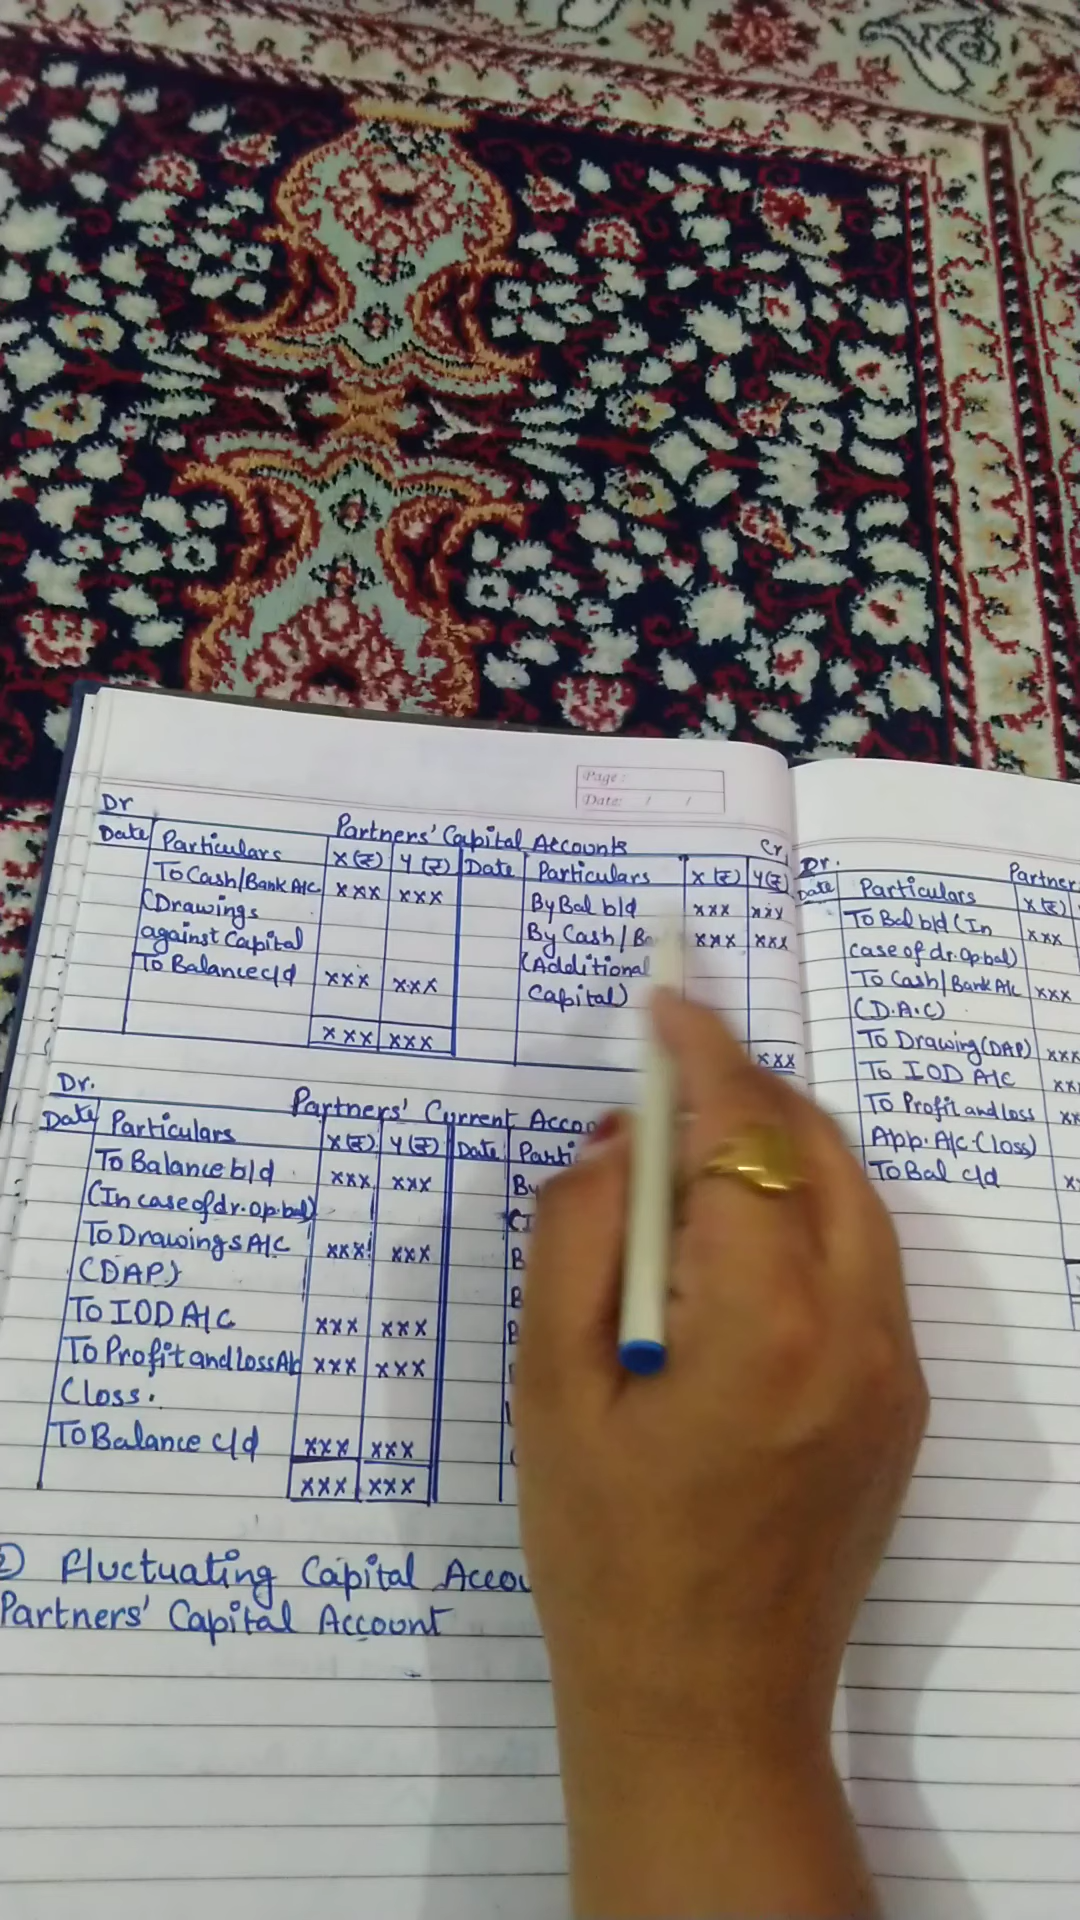 Page:
Date: / /
Dr
Partners' Capital Accounts
Cr.
Date Particulars X(₹) Y(₹) Date Particulars X(₹) Y(₹)
To Cash/Bank A/c xxx xxx By Bal b/d xxx xxx
(Drawings By Cash/ xxx xxx
against Capital (Additional
To Balance c/d xxx xxx Capital)
xxx xxx xxx
Dr.
Partners' Current
Date Particulars X(₹) Y(₹) Date
To Balance b/d xxx xxx By
(In case of dr. op. bal)
To Drawings A/C xxx xxx
(DAP)
To IOD A/C xxx xxx
To Profit and Loss A/c xxx xxx
Closs.
To Balance c/d xxx xxx
xxx xxx
2) Fluctuating Capital
Partners' Capital Account
Dr.
Date Particulars X(₹)
To Bal b/d (In xxx
case of dr. op. bal)
To Cash/Bank A/c xxx
(D.A.C)
To Drawing (DAP) xxx
To IOD A/C
To Profit and Loss
App. A/c (Loss)
To Bal c/d